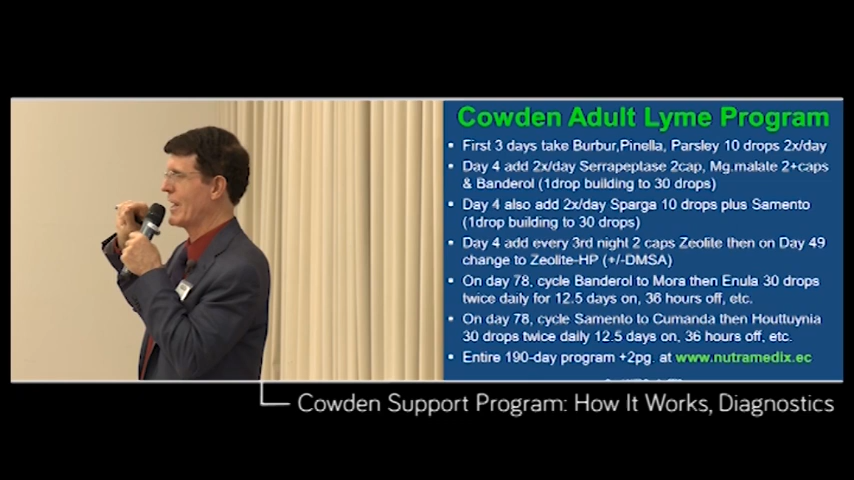 Cowden Adult Lyme Program
• First 3 days take Burbur,Pinella, Parsley 10 drops 2x/day
• Day 4 add 2x/day Serrapeptase 2cap, Mg.malate 2+caps
& Banderol (1drop building to 30 drops)
• Day 4 also add 2x/day Sparga 10 drops plus Samento
(1drop building to 30 drops)
• Day 4 add every 3rd night 2 caps Zeolite then on Day 49
change to Zeolite-HP (+/-DMSA)
• On day 78, cycle Banderol to Mora then Enula 30 drops
twice daily for 12.5 days on, 36 hours off, etc.
• On day 78, cycle Samento to Cumanda then Houttuynia
30 drops twice daily 12.5 days on, 36 hours off, etc.
• Entire 190-day program +2pg. at www.nutramedix.ec
Cowden Support Program: How It Works, Diagnostics